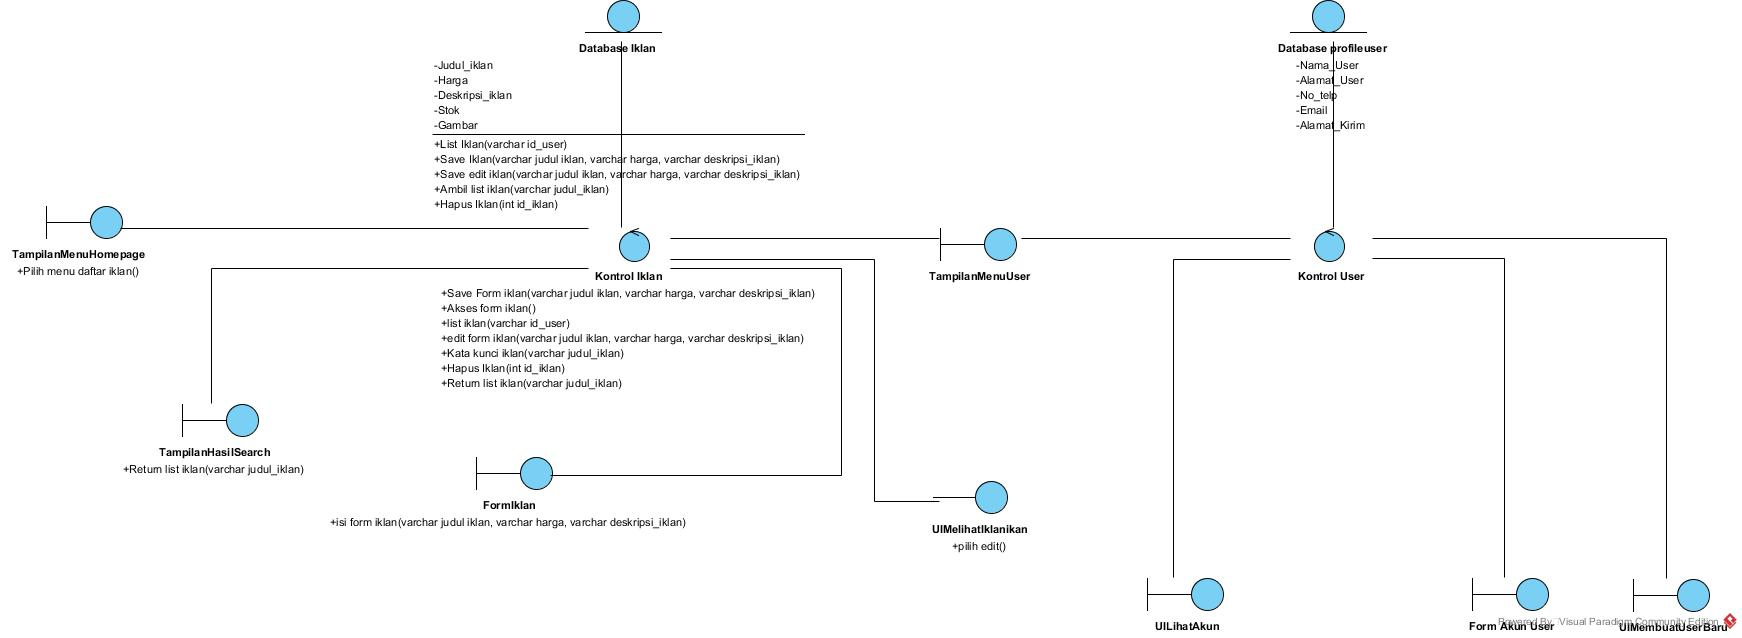 Database Iklan
-Judul_iklan
-Harga
-Deskripsi_iklan
-Stok
-Gambar
+List Iklan(varchar id_user)
+Save Iklan(varchar judul iklan, varchar harga, varchar deskripsi_iklan)
+Save edit iklan(varchar judul iklan, varchar harga, varchar deskripsi_iklan)
+Ambil list iklan(varchar judul_iklan)
+Hapus Iklan(int id_iklan)
Database profileuser
-Nama_User
-Alamat_User
-No_telp
-Email
-Alamat_Kirim
TampilanMenuHomepage
+Pilih menu daftar iklan()
Kontrol Iklan
+Save Form iklan(varchar judul iklan, varchar harga, varchar deskripsi_iklan)
+Akses form iklan()
+list iklan(varchar id_user)
+edit form iklan(varchar judul iklan, varchar harga, varchar deskripsi_iklan)
+Kata kunci iklan(varchar judul_iklan)
+Hapus Iklan(int id_iklan)
+Return list iklan(varchar judul_iklan)
TampilanMenuUser
Kontrol User
TampilanHasilSearch
+Return list iklan(varchar judul_iklan)
FormIklan
+isi form iklan(varchar judul iklan, varchar harga, varchar deskripsi_iklan)
UIMelihatIklanikan
+pilih edit()
UILihatAkun
Form Akun User
UIMembuatUserBaru
Powered By Visual Paradigm Community Edition